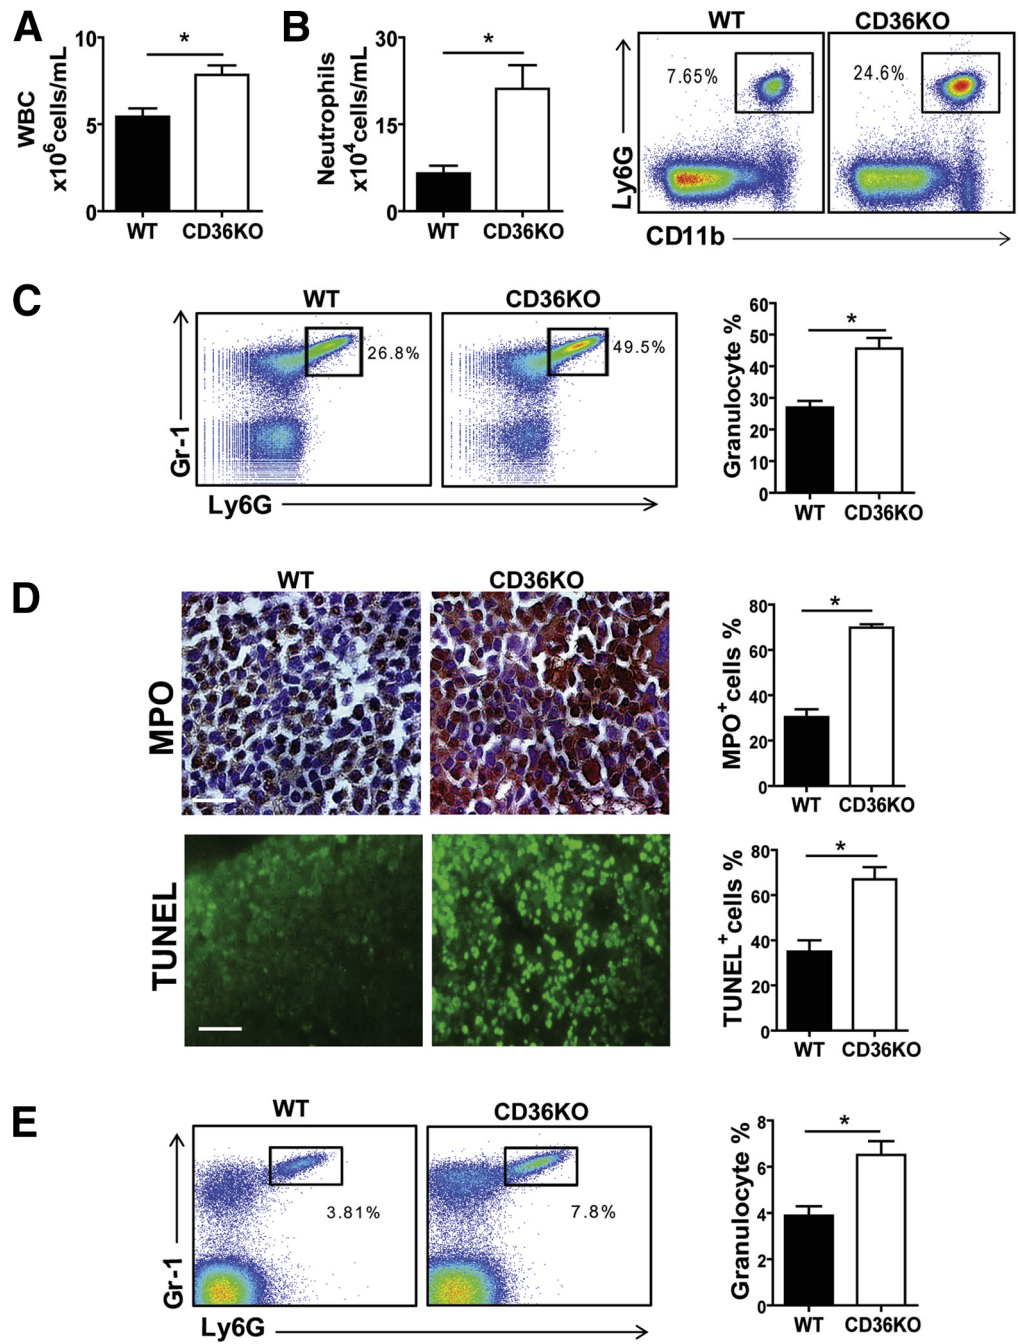 A
WBC
x10⁶cells/mL
10
5
0
*
WT CD36KO
B
Neutrophils
x10⁴cells/mL
30
15
0
*
WT CD36KO
WT CD36KO
7.65% 24.6%
Ly6G
CD11b
C
WT CD36KO
26.8% 49.5%
Gr-1
Ly6G
Granulocyte %
60
50
40
30
20
10
0
*
WT CD36KO
D
WT CD36KO
MPO
MPO⁺cells %
80
60
40
20
0
*
WT CD36KO
TUNEL
TUNEL⁺cells %
80
60
40
20
0
*
WT CD36KO
E
WT CD36KO
3.81% 7.8%
Gr-1
Ly6G
Granulocyte %
8
6
4
2
0
*
WT CD36KO